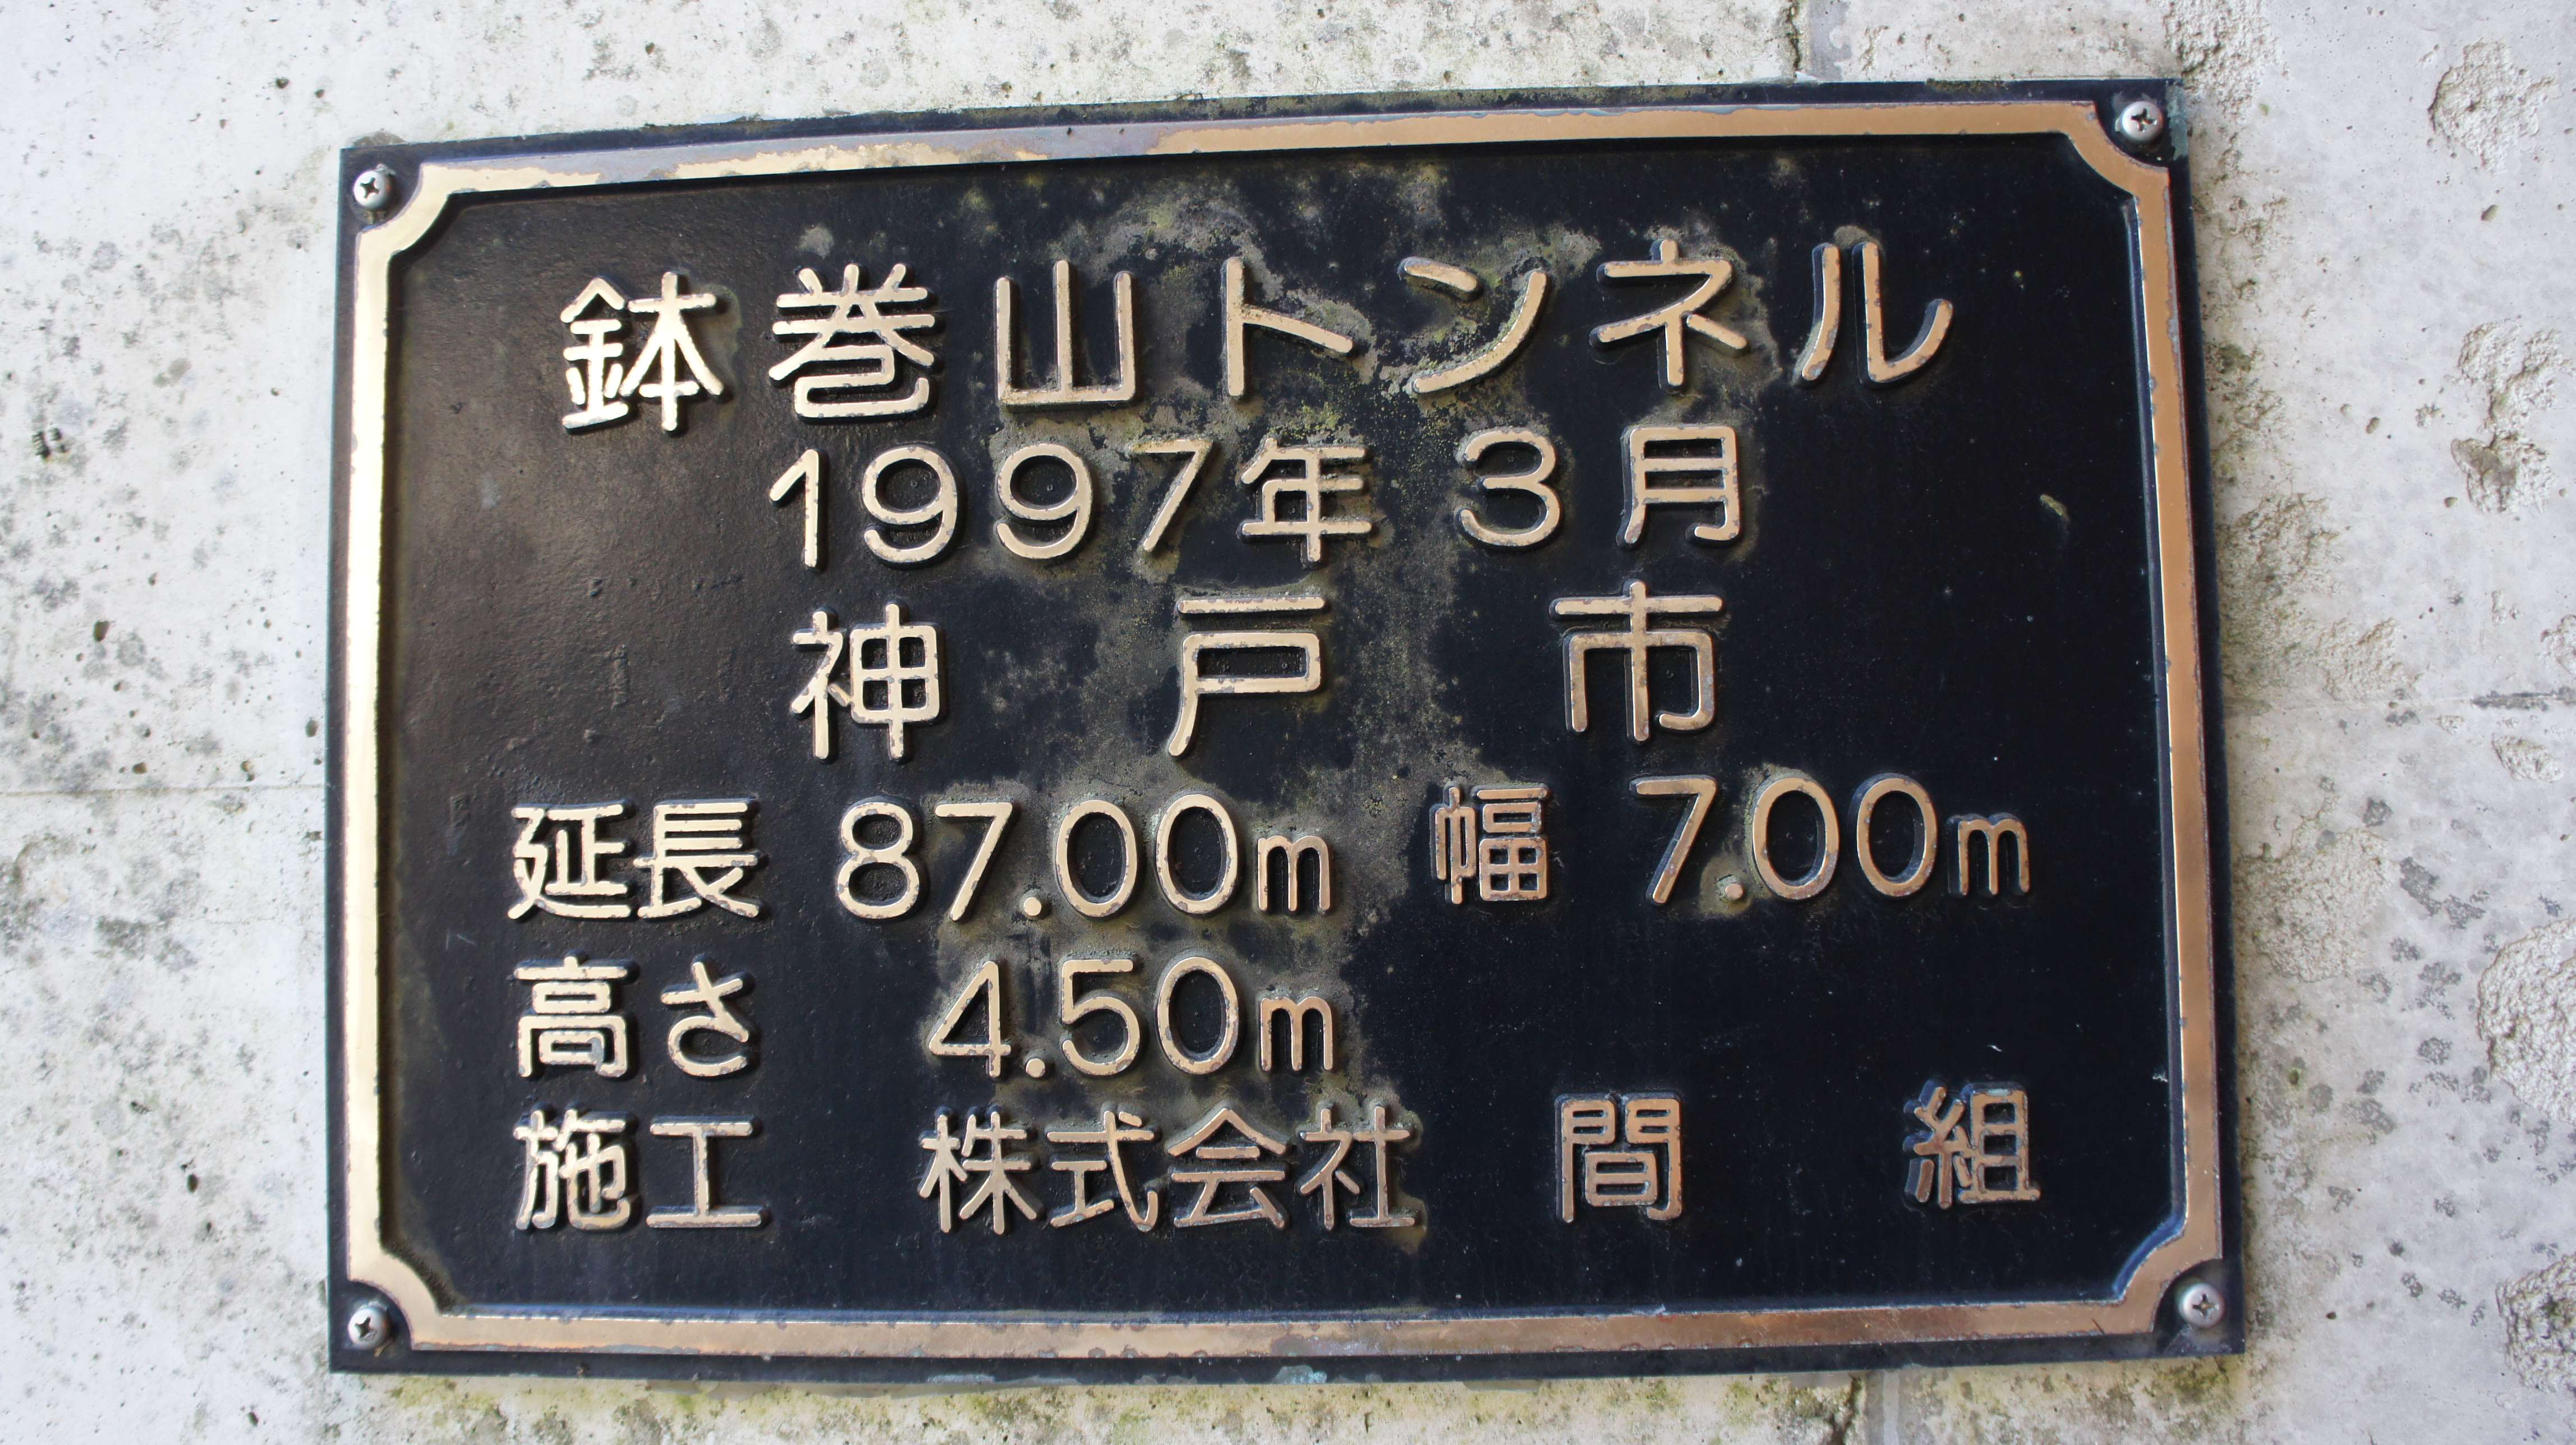 鉢巻山トンネル
1997年3月
神戸市
延長 87.00m 幅 7.00m
高さ 4.50m
施工 株式会社 間組